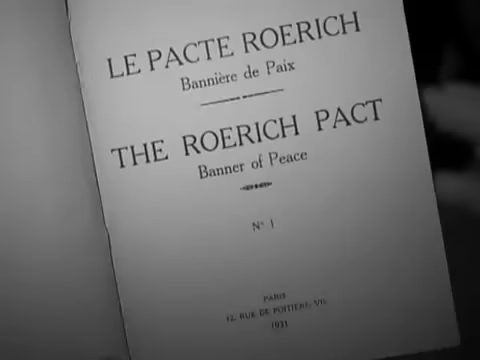 LE PACTE ROERICH
Bannière de Paix
THE ROERICH PACT
Banner of Peace
N° 1
PARIS
12, RUE DE POITIERS, VII.
1931